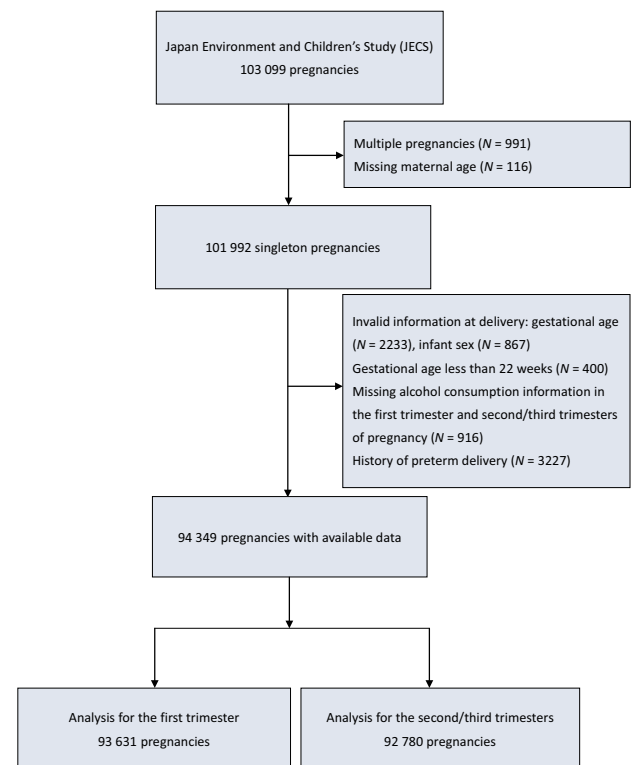 Japan Environment and Children's Study (JECS)
103 099 pregnancies
Multiple pregnancies (N = 991)
Missing maternal age (N = 116)
101 992 singleton pregnancies
Invalid information at delivery: gestational age
(N = 2233), infant sex (N = 867)
Gestational age less than 22 weeks (N = 400)
Missing alcohol consumption information in
the first trimester and second/third trimesters
of pregnancy (N = 916)
History of preterm delivery (N = 3227)
94 349 pregnancies with available data
Analysis for the first trimester
93 631 pregnancies
Analysis for the second/third trimesters
92 780 pregnancies